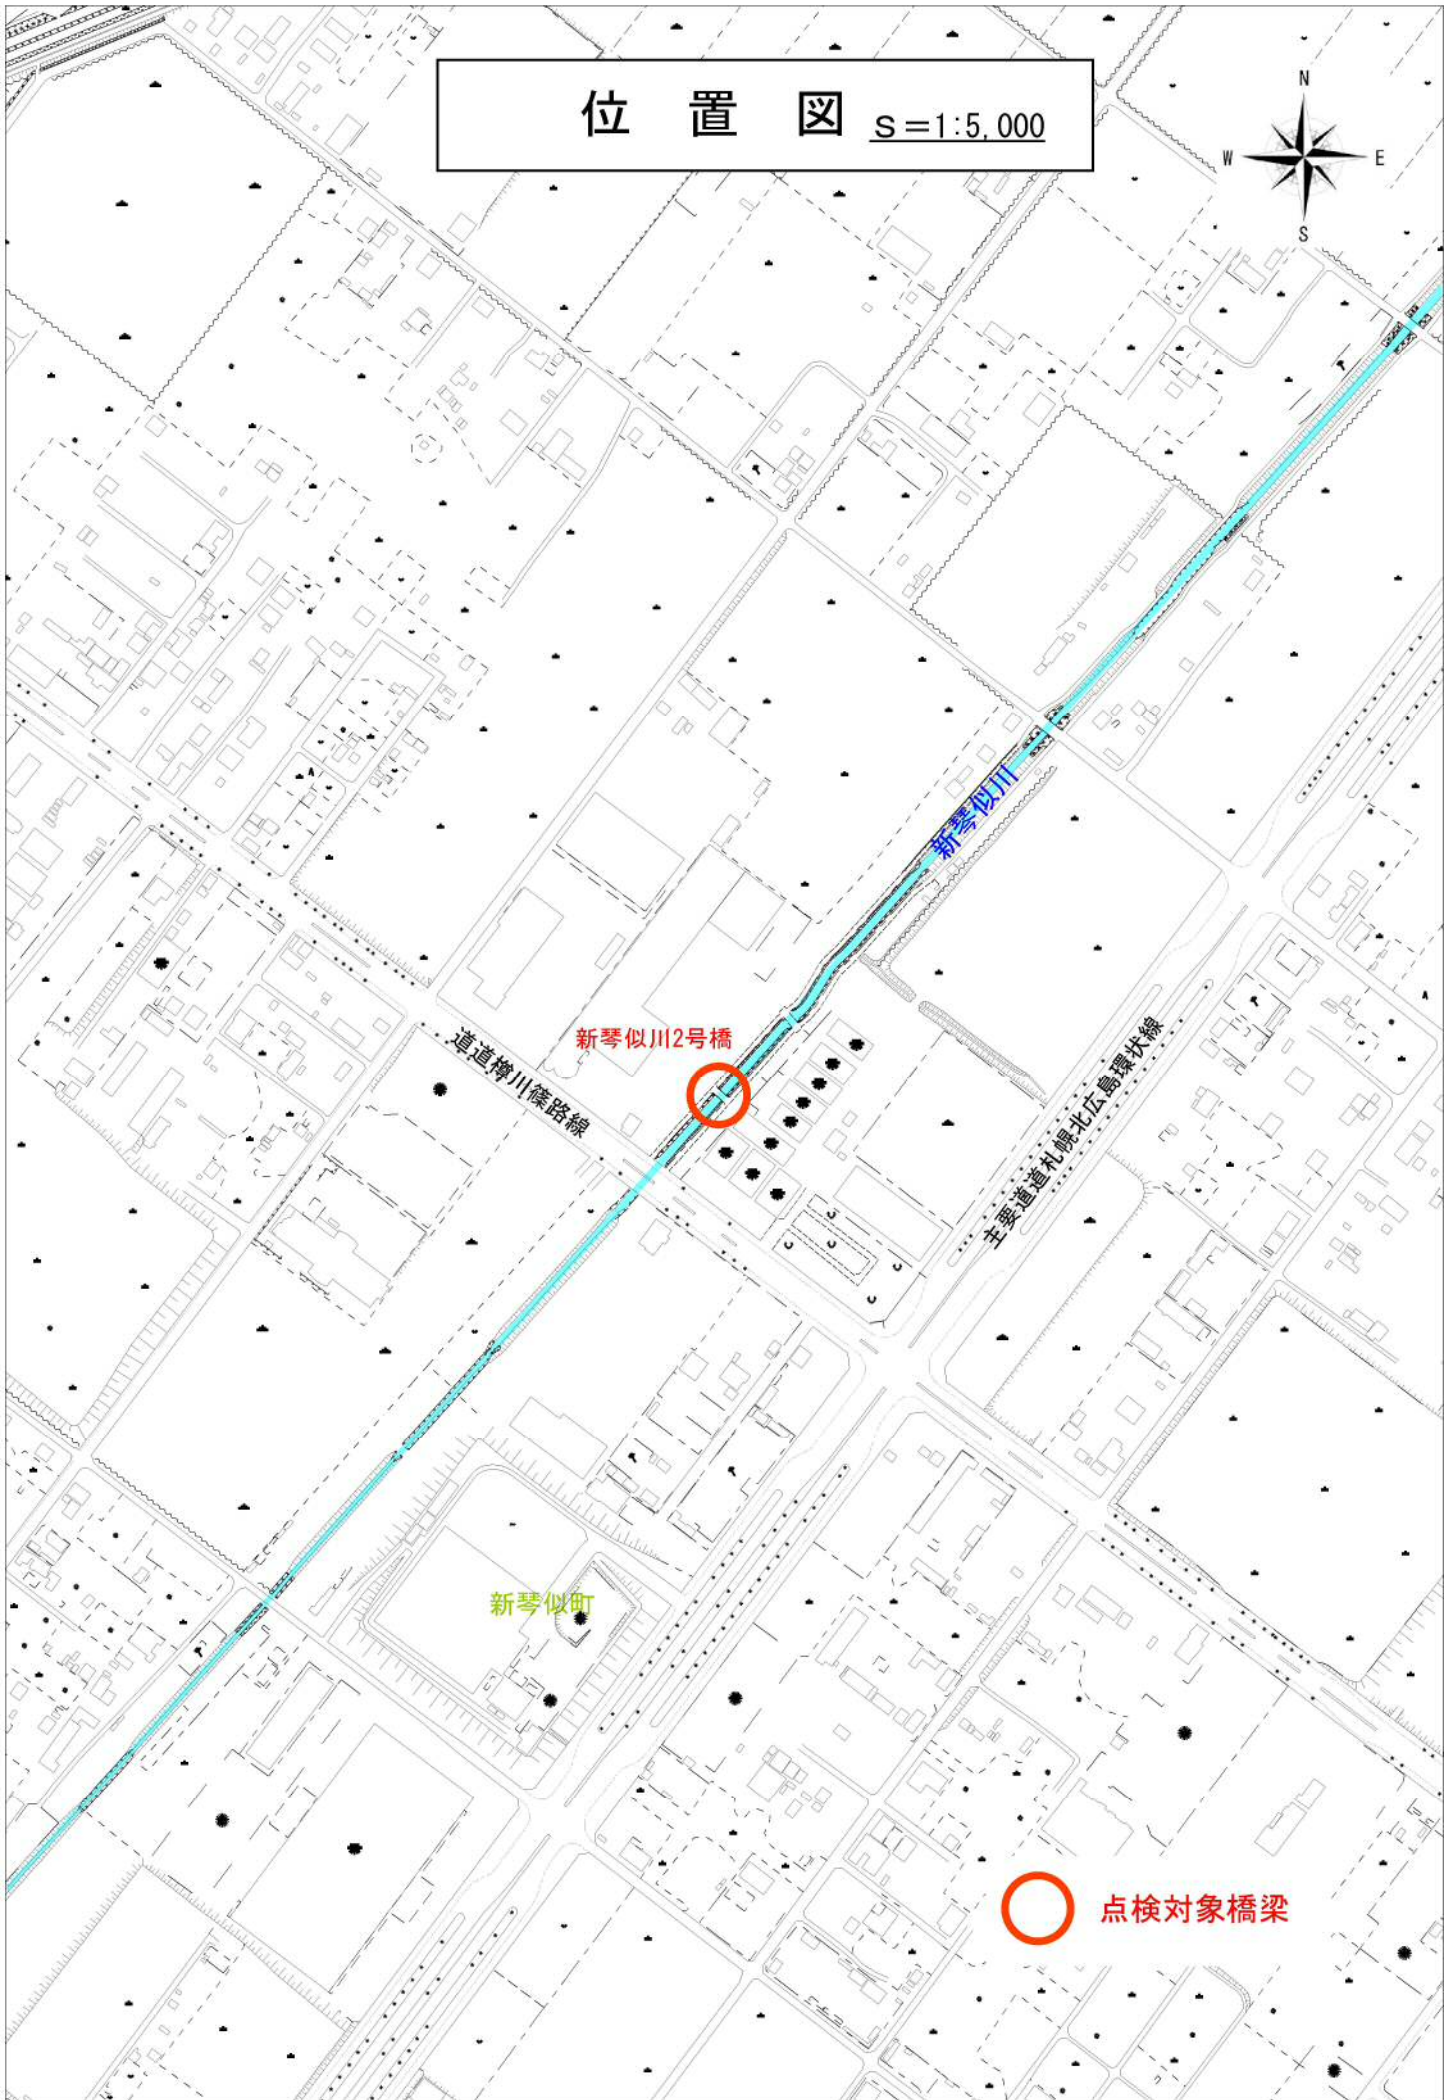 位置図 S=1:5,000
N
W
E
S
新琴似川
新琴似川2号橋
道道樽川篠路線
主要道道札幌北広島環状線
新琴似町
点検対象橋梁